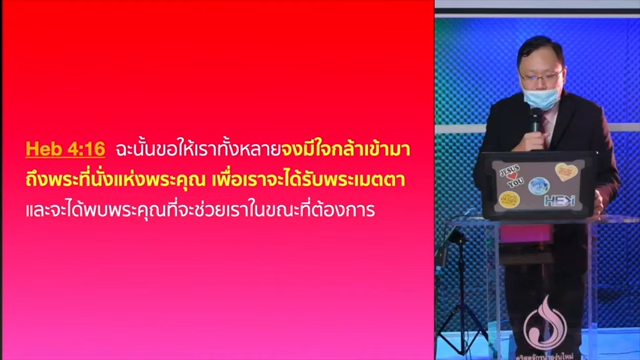 Heb 4:16 ฉะนั้นขอให้เราทั้งหลายจงมีใจกล้าเข้ามา
ถึงพระที่นั่งแห่งพระคุณ เพื่อเราจะได้รับพระเมตตา
และจะได้พบพระคุณที่จะช่วยเราในขณะที่ต้องการ
JESUS
YOU